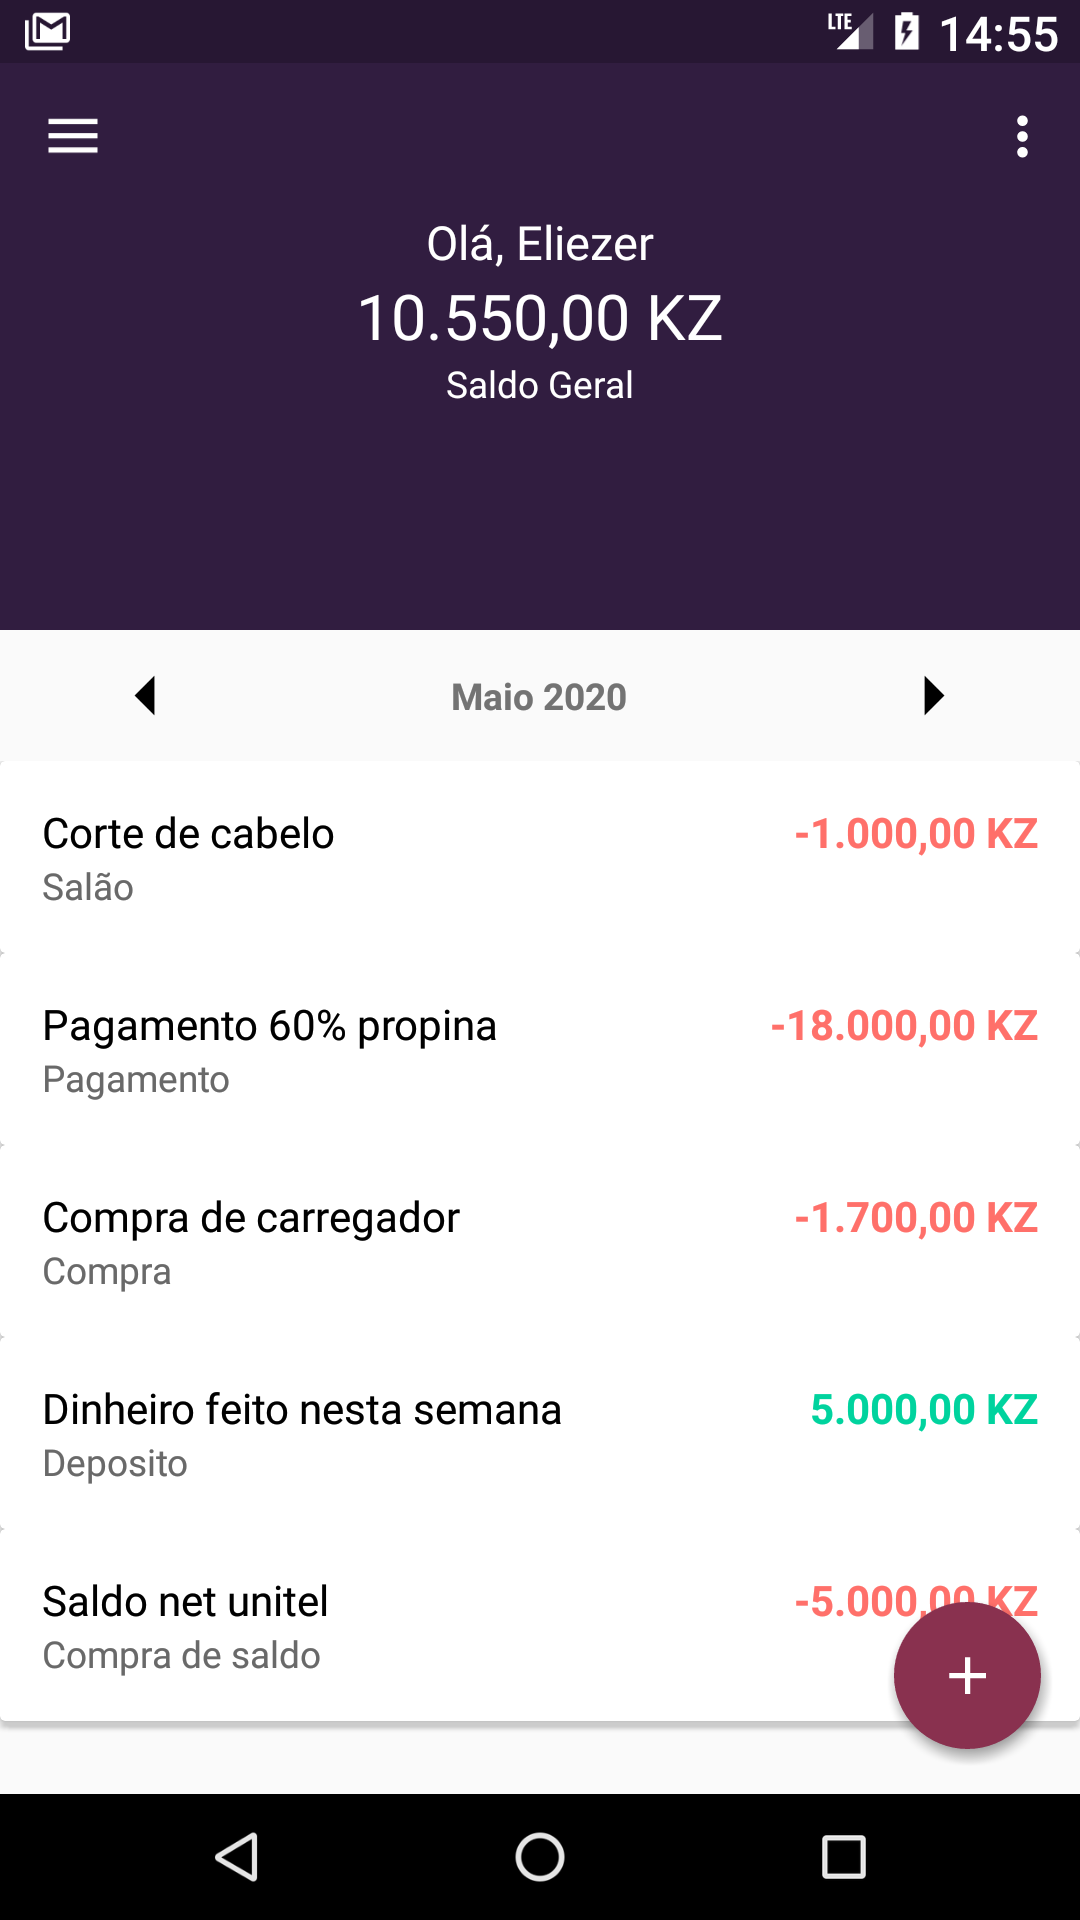 LTE 14:55
Olá, Eliezer
10.550,00 KZ
Saldo Geral
Maio 2020
Corte de cabelo -1.000,00 KZ
Salão
Pagamento 60% propina -18.000,00 KZ
Pagamento
Compra de carregador -1.700,00 KZ
Compra
Dinheiro feito nesta semana 5.000,00 KZ
Deposito
Saldo net unitel -5.000,00 KZ
Compra de saldo
+